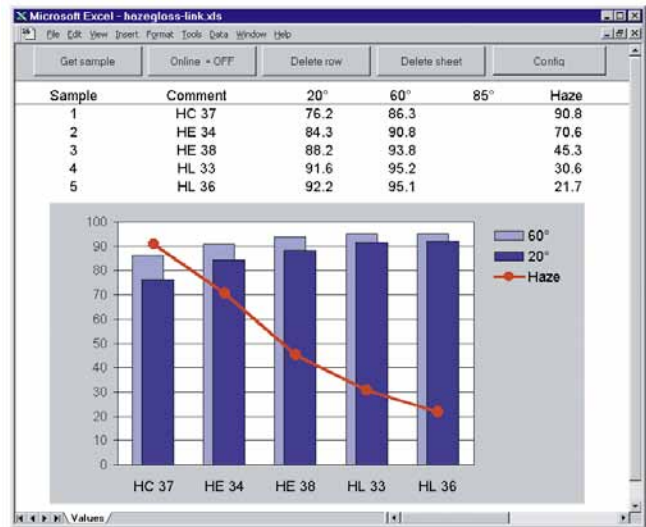 Microsoft Excel - hazegloss-link.xls
File Edit View Insert Format Tools Data Window Help
Get sample Online = OFF Delete row Delete sheet Config
Sample Comment 20° 60° 85° Haze
1 HC 37 76.2 86.3 90.8
2 HE 34 84.3 90.8 70.6
3 HE 38 88.2 93.8 45.3
4 HL 33 91.6 95.2 30.6
5 HL 36 92.2 95.1 21.7
100
90
80
70
60
50
40
30
20
10
0
60°
20°
Haze
HC 37 HE 34 HE 38 HL 33 HL 36
Values